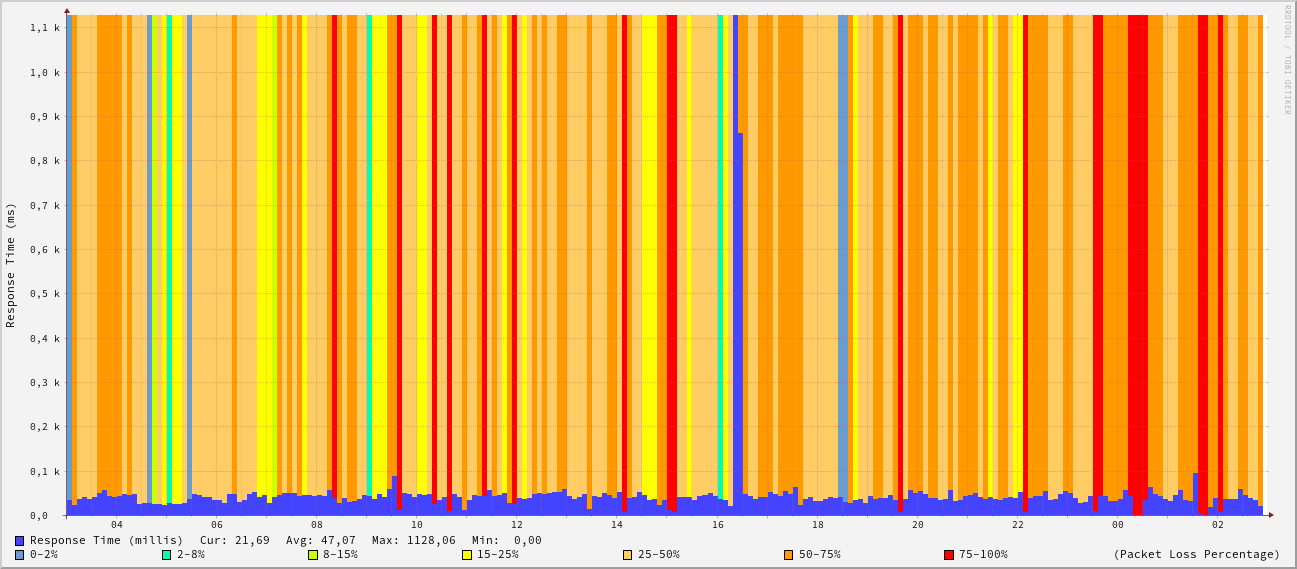 RRDTOOL / TOBI OETIKER
Response Time (ms)
1,1 k
1,0 k
0,9 k
0,8 k
0,7 k
0,6 k
0,5 k
0,4 k
0,3 k
0,2 k
0,1 k
0,0
04 06 08 10 12 14 16 18 20 22 00 02
Response Time (millis) Cur: 21,69 Avg: 47,07 Max: 1128,06 Min: 0,00
0-2% 2-8% 8-15% 15-25% 25-50% 50-75% 75-100% (Packet Loss Percentage)